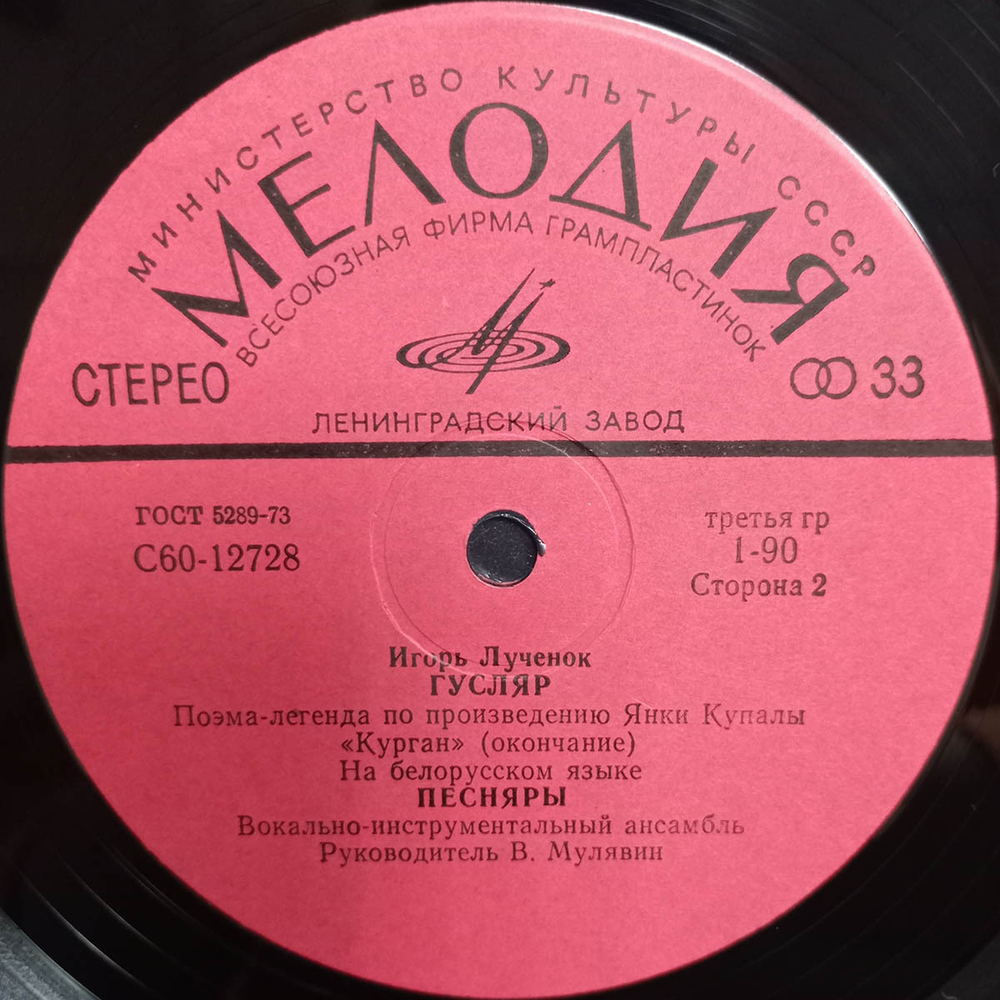 МИНИСТЕРСТВО КУЛЬТУРЫ СССР
МЕЛОДИЯ
ВСЕСОЮЗНАЯ ФИРМА ГРАМПЛАСТИНОК
СТЕРЕО
33
ЛЕНИНГРАДСКИЙ ЗАВОД
ГОСТ 5289-73
С60-12728
третья гр
1-90
Сторона 2
Игорь Лученок
ГУСЛЯР
Поэма-легенда по произведению Янки Купалы
«Курган» (окончание)
На белорусском языке
ПЕСНЯРЫ
Вокально-инструментальный ансамбль
Руководитель В. Мулявин